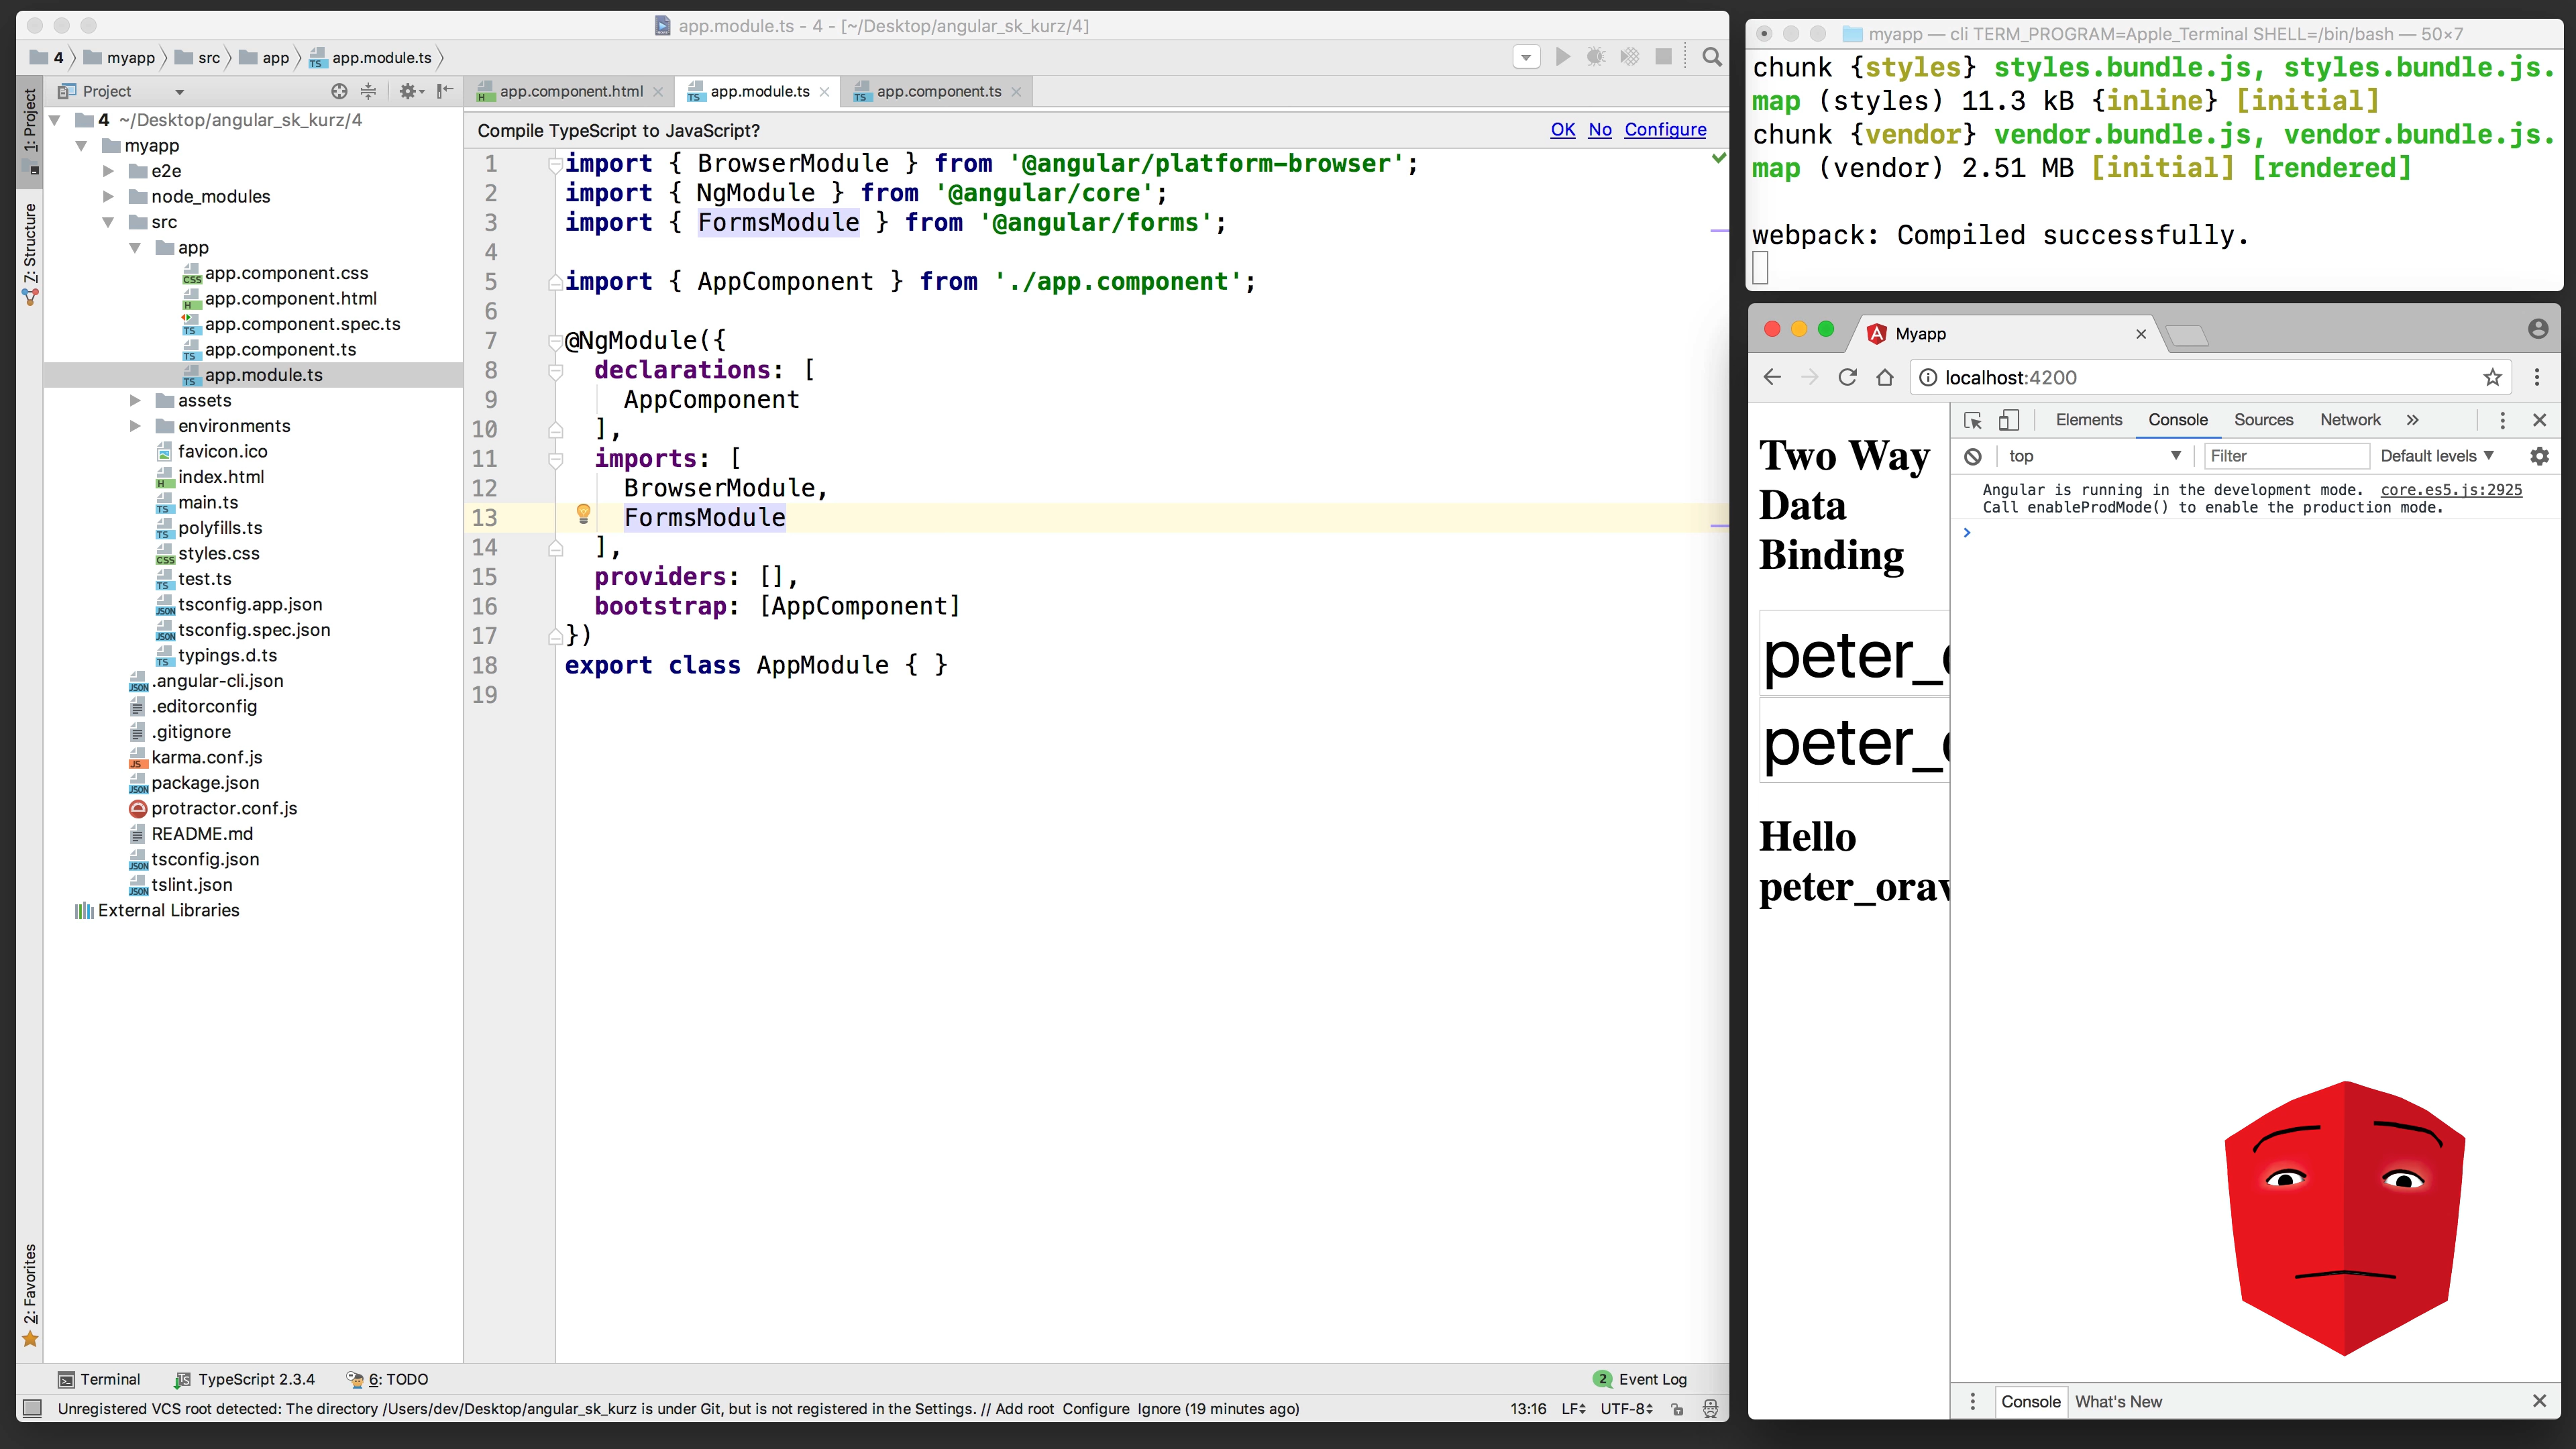 app.module.ts - 4 - [~/Desktop/angular_sk_kurz/4]
4 myapp src app app.module.ts
Project
app.component.html app.module.ts app.component.ts
1: Project
Z: Structure
2: Favorites
4 ~/Desktop/angular_sk_kurz/4
myapp
e2e
node_modules
src
app
app.component.css
app.component.html
app.component.spec.ts
app.component.ts
app.module.ts
assets
environments
favicon.ico
index.html
main.ts
polyfills.ts
styles.css
test.ts
tsconfig.app.json
tsconfig.spec.json
typings.d.ts
.angular-cli.json
.editorconfig
.gitignore
karma.conf.js
package.json
protractor.conf.js
README.md
tsconfig.json
tslint.json
External Libraries
Compile TypeScript to JavaScript? OK No Configure
1 import { BrowserModule } from '@angular/platform-browser';
2 import { NgModule } from '@angular/core';
3 import { FormsModule } from '@angular/forms';
4
5 import { AppComponent } from './app.component';
6
7 @NgModule({
8 declarations: [
9 AppComponent
10 ],
11 imports: [
12 BrowserModule,
13 FormsModule
14 ],
15 providers: [],
16 bootstrap: [AppComponent]
17 })
18 export class AppModule { }
19
Terminal TypeScript 2.3.4 6: TODO 2 Event Log
Unregistered VCS root detected: The directory /Users/dev/Desktop/angular_sk_kurz is under Git, but is not registered in the Settings. // Add root Configure Ignore (19 minutes ago) 13:16 LF UTF-8
myapp — cli TERM_PROGRAM=Apple_Terminal SHELL=/bin/bash — 50×7
chunk {styles} styles.bundle.js, styles.bundle.js.
map (styles) 11.3 kB {inline} [initial]
chunk {vendor} vendor.bundle.js, vendor.bundle.js.
map (vendor) 2.51 MB [initial] [rendered]
webpack: Compiled successfully.
Myapp
localhost:4200
Two Way
Data
Binding
peter_
peter_
Hello
peter_orav
Elements Console Sources Network
top Filter Default levels
Angular is running in the development mode. core.es5.js:2925
Call enableProdMode() to enable the production mode.
Console What's New